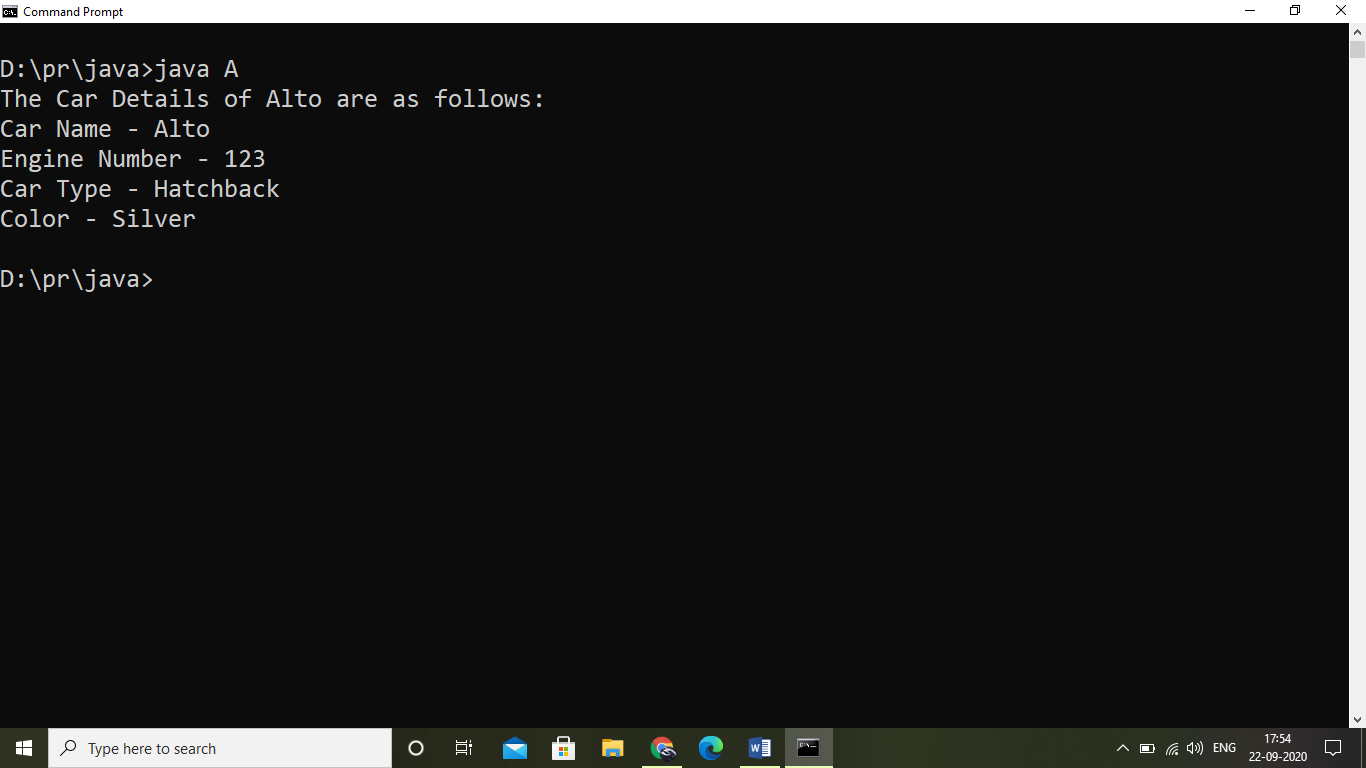 Command Prompt
D:\pr\java>java A
The Car Details of Alto are as follows:
Car Name - Alto
Engine Number - 123
Car Type - Hatchback
Color - Silver
D:\pr\java>
Type here to search
ENG
17:54
22-09-2020